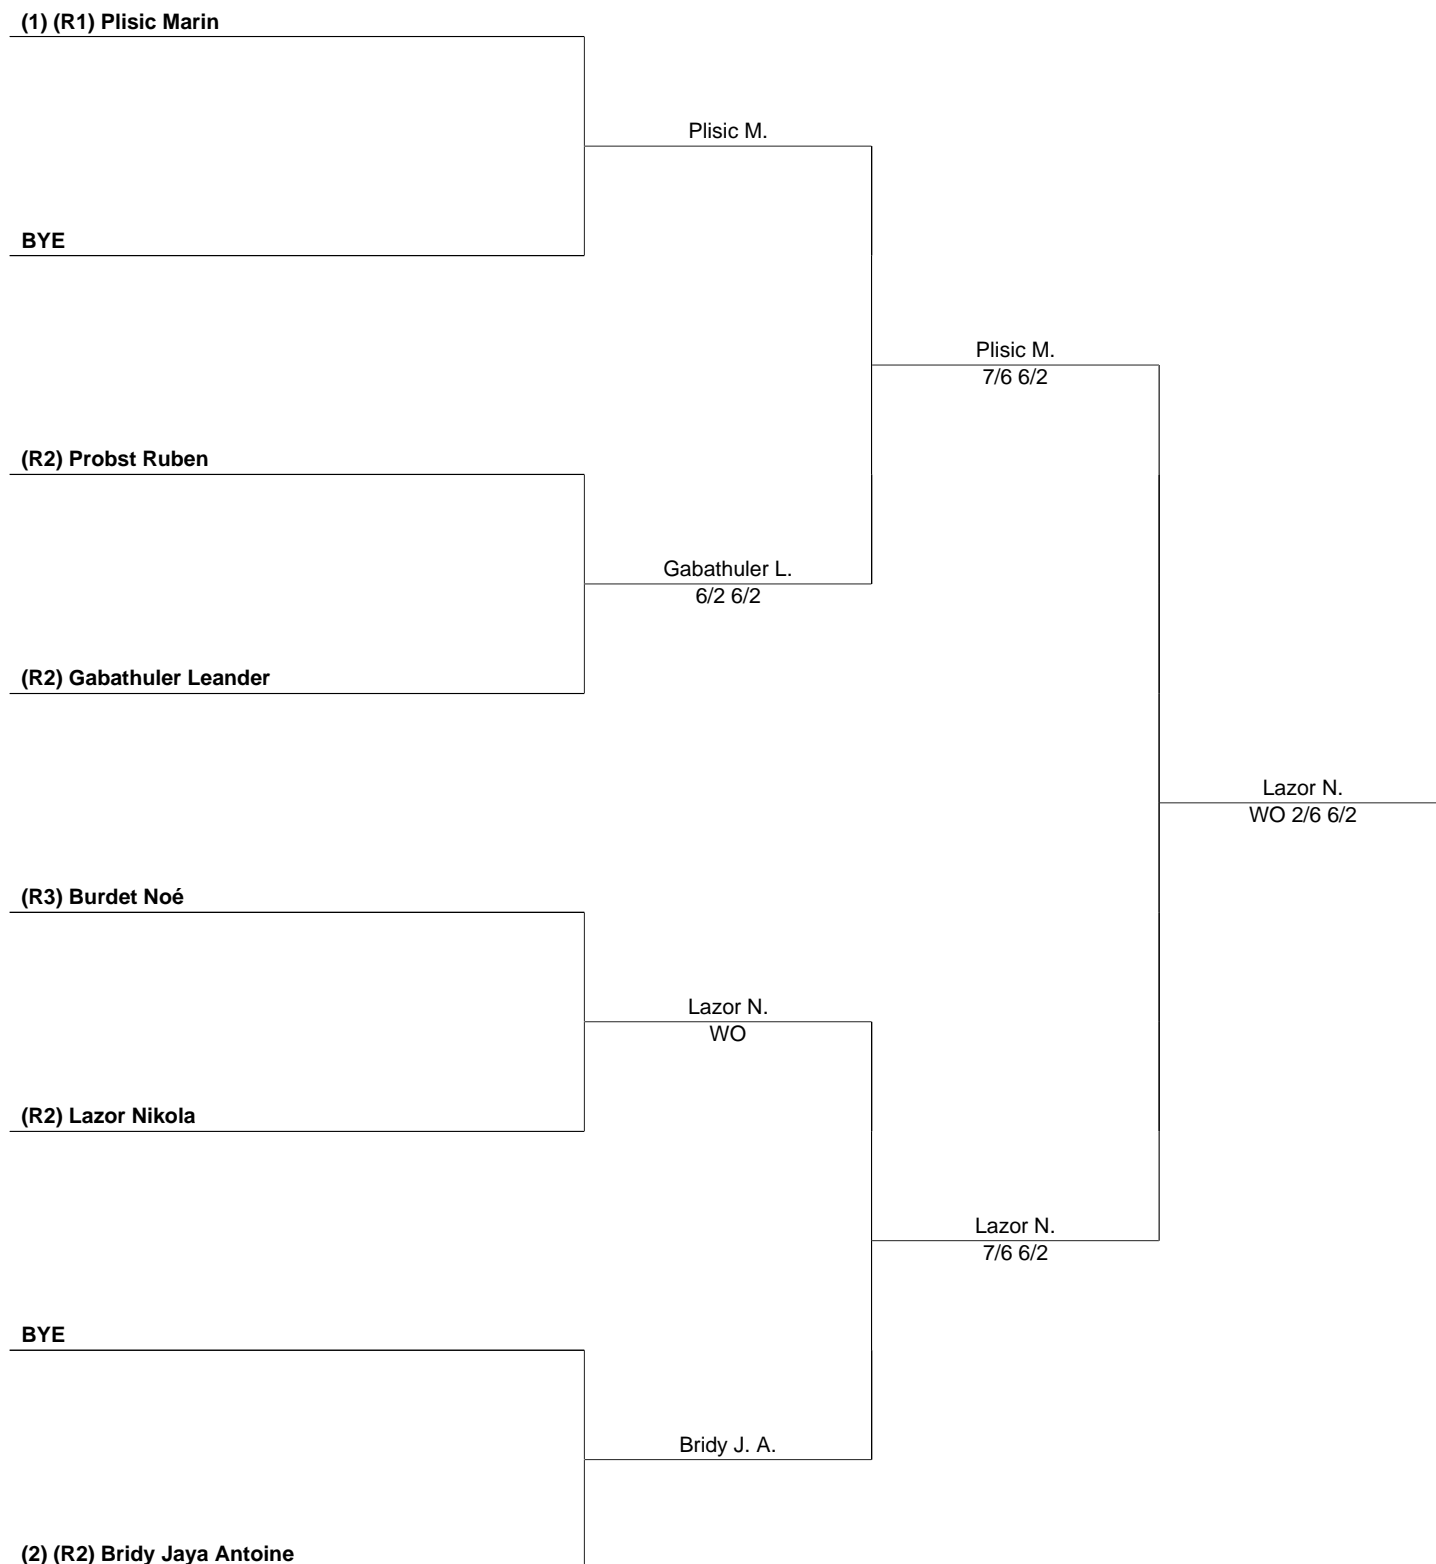 (1) (R1) Plisic Marin
Plisic M.
BYE
Plisic M.
7/6 6/2
(R2) Probst Ruben
Gabathuler L.
6/2 6/2
(R2) Gabathuler Leander
Lazor N.
WO 2/6 6/2
(R3) Burdet Noé
Lazor N.
WO
(R2) Lazor Nikola
Lazor N.
7/6 6/2
BYE
Bridy J. A.
(2) (R2) Bridy Jaya Antoine